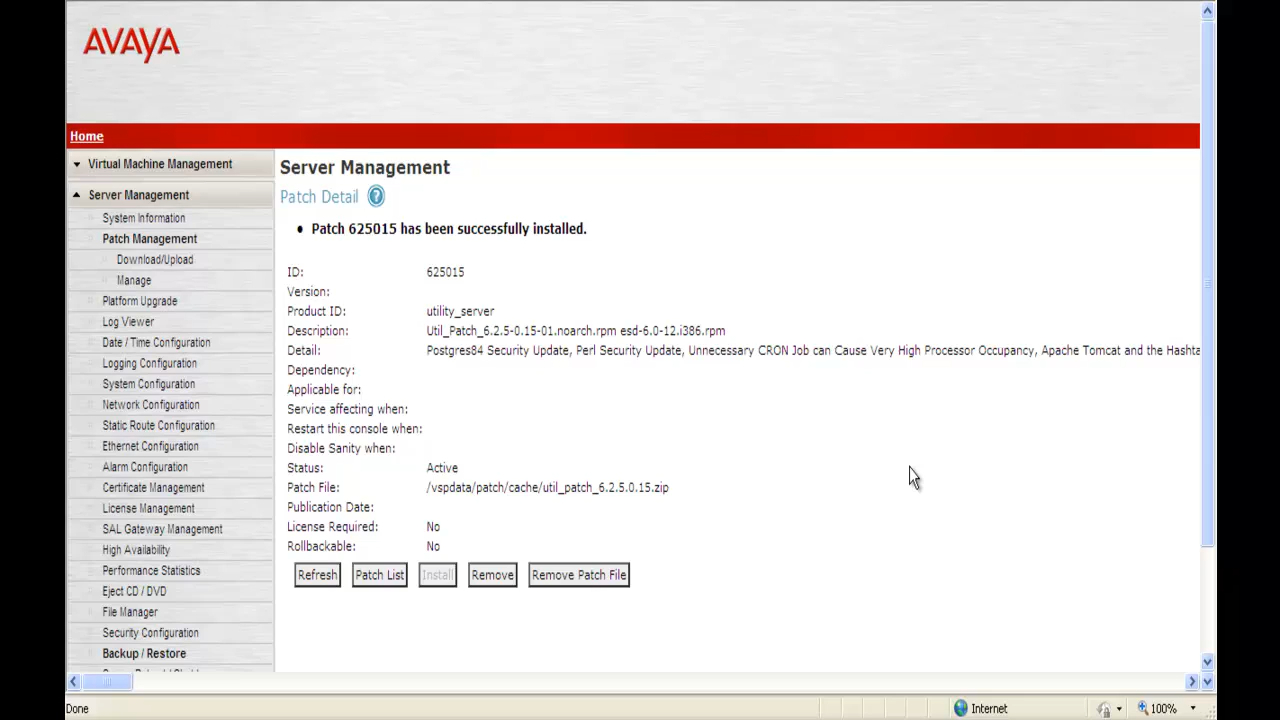 AVAYA
Home
Virtual Machine Management
Server Management
System Information
Patch Management
Download/Upload
Manage
Platform Upgrade
Log Viewer
Date / Time Configuration
Logging Configuration
System Configuration
Network Configuration
Static Route Configuration
Ethernet Configuration
Alarm Configuration
Certificate Management
License Management
SAL Gateway Management
High Availability
Performance Statistics
Eject CD / DVD
File Manager
Security Configuration
Backup / Restore
Server Management
Patch Detail ?
• Patch 625015 has been successfully installed.
ID: 625015
Version:
Product ID: utility_server
Description: Util_Patch_6.2.5-0.15-01.noarch.rpm esd-6.0-12.i386.rpm
Detail: Postgres84 Security Update, Perl Security Update, Unnecessary CRON Job can Cause Very High Processor Occupancy, Apache Tomcat and the Hashta
Dependency:
Applicable for:
Service affecting when:
Restart this console when:
Disable Sanity when:
Status: Active
Patch File: /vspdata/patch/cache/util_patch_6.2.5.0.15.zip
Publication Date:
License Required: No
Rollbackable: No
Refresh Patch List Install Remove Remove Patch File
Done Internet 100%